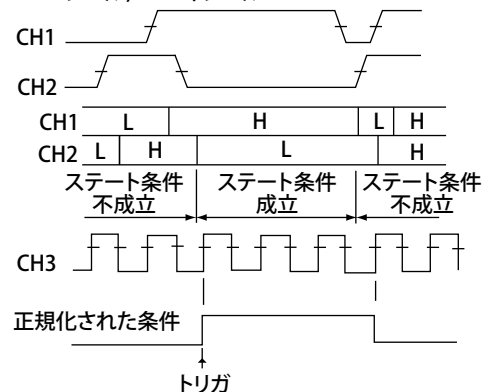 CH1
CH2
CH1 L H L H
CH2 L H L H
ステート条件 ステート条件 ステート条件
不成立 成立 不成立
CH3
正規化された条件
トリガ